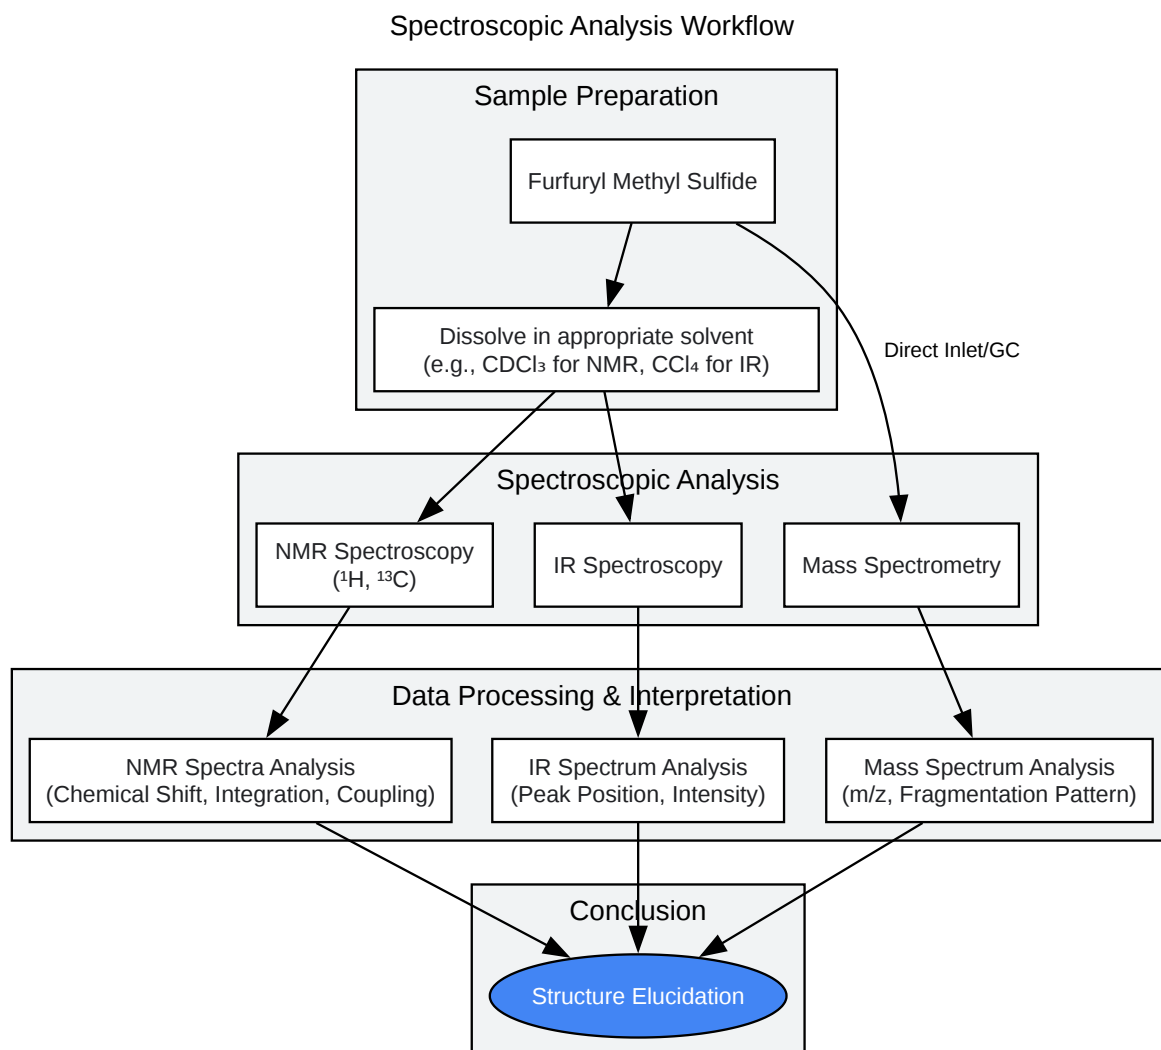 Spectroscopic Analysis Workflow
Sample Preparation
Furfuryl Methyl Sulfide
Dissolve in appropriate solvent
(e.g., CDCl₃ for NMR, CCl₄ for IR)
Direct Inlet/GC
Spectroscopic Analysis
NMR Spectroscopy
(¹H, ¹³C)
IR Spectroscopy
Mass Spectrometry
Data Processing & Interpretation
NMR Spectra Analysis
(Chemical Shift, Integration, Coupling)
IR Spectrum Analysis
(Peak Position, Intensity)
Mass Spectrum Analysis
(m/z, Fragmentation Pattern)
Conclusion
Structure Elucidation